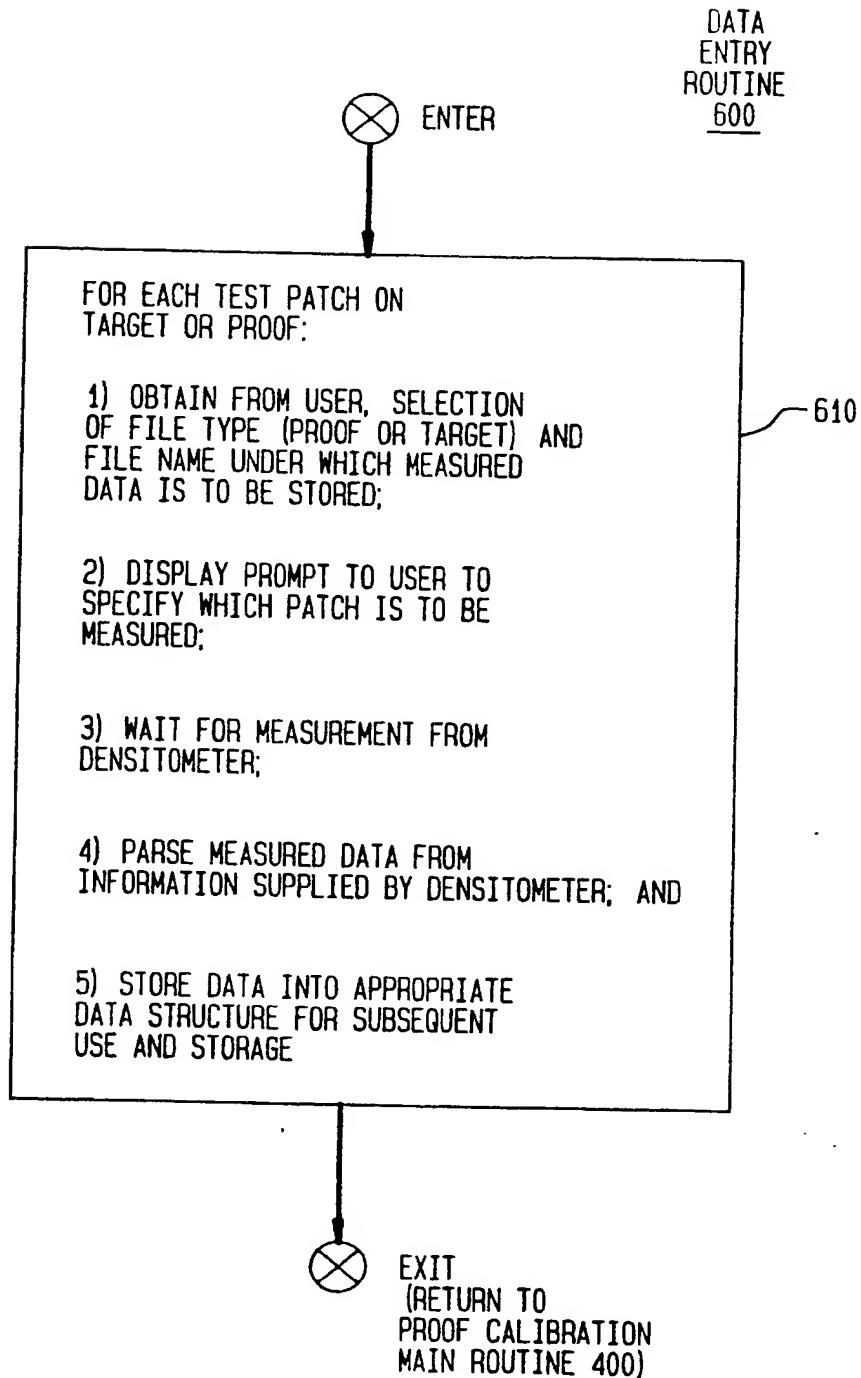 DATA
ENTRY
ROUTINE
600
ENTER
FOR EACH TEST PATCH ON
TARGET OR PROOF:
1) OBTAIN FROM USER, SELECTION
OF FILE TYPE (PROOF OR TARGET) AND
FILE NAME UNDER WHICH MEASURED
DATA IS TO BE STORED;
610
2) DISPLAY PROMPT TO USER TO
SPECIFY WHICH PATCH IS TO BE
MEASURED;
3) WAIT FOR MEASUREMENT FROM
DENSITOMETER;
4) PARSE MEASURED DATA FROM
INFORMATION SUPPLIED BY DENSITOMETER; AND
5) STORE DATA INTO APPROPRIATE
DATA STRUCTURE FOR SUBSEQUENT
USE AND STORAGE
EXIT
(RETURN TO
PROOF CALIBRATION
MAIN ROUTINE 400)